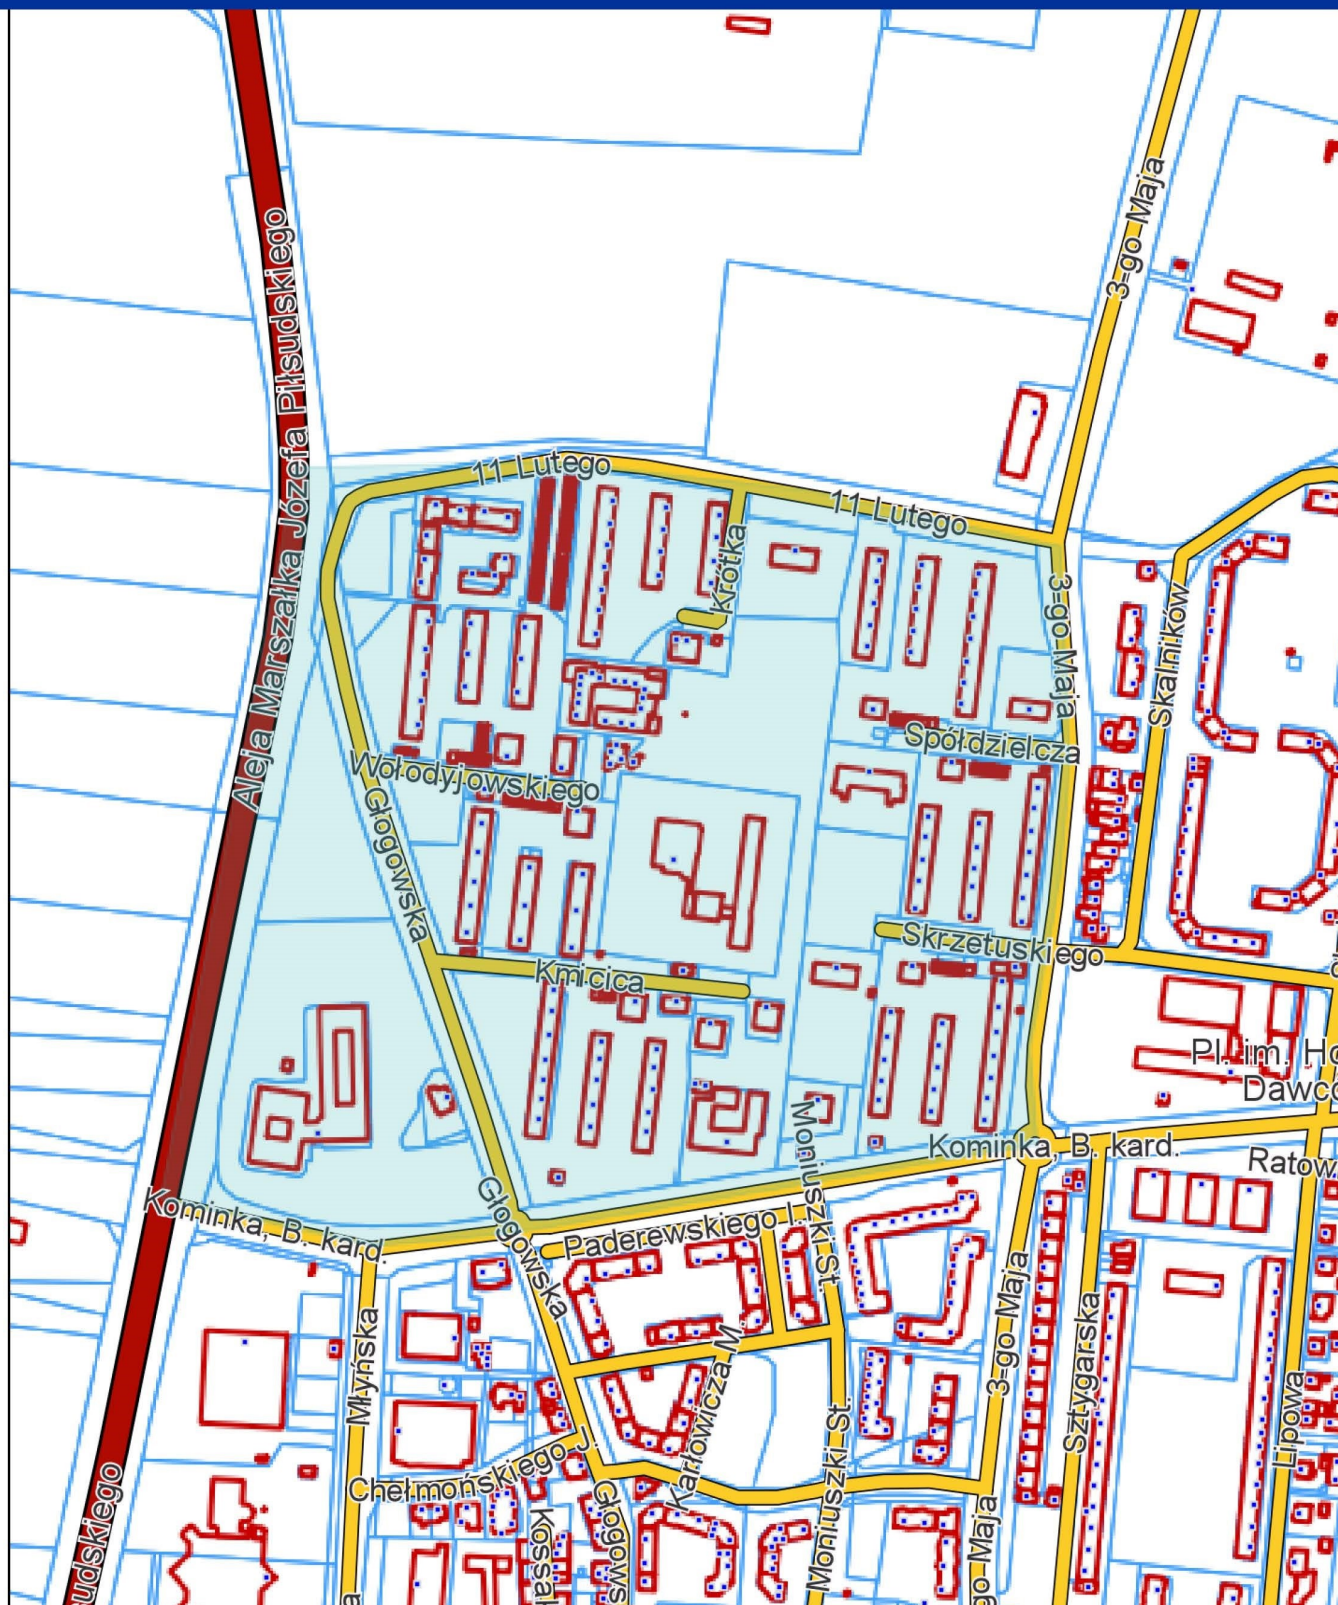 3-go Maja
Aleja Marszałka Józefa Piłsudskiego
11 Lutego
11 Lutego
Krótka
3-go Maja
Skalników
Spółdzielcza
Wołodyjowskiego
Głogowska
Skrzetuskiego
Kmicica
Pl. im. Ho
Dawcó
Moniuszki St.
Kominka, B. kard.
Ratow
Kominka, B. kard.
Głogowska
Paderewskiego I.
3-go Maja
Młyńska
Sztygarska
Karłowicza M.
Lipowa
Moniuszki St.
Chełmońskiego J.
udskiego
Kossak
Głogows
go Maja
a